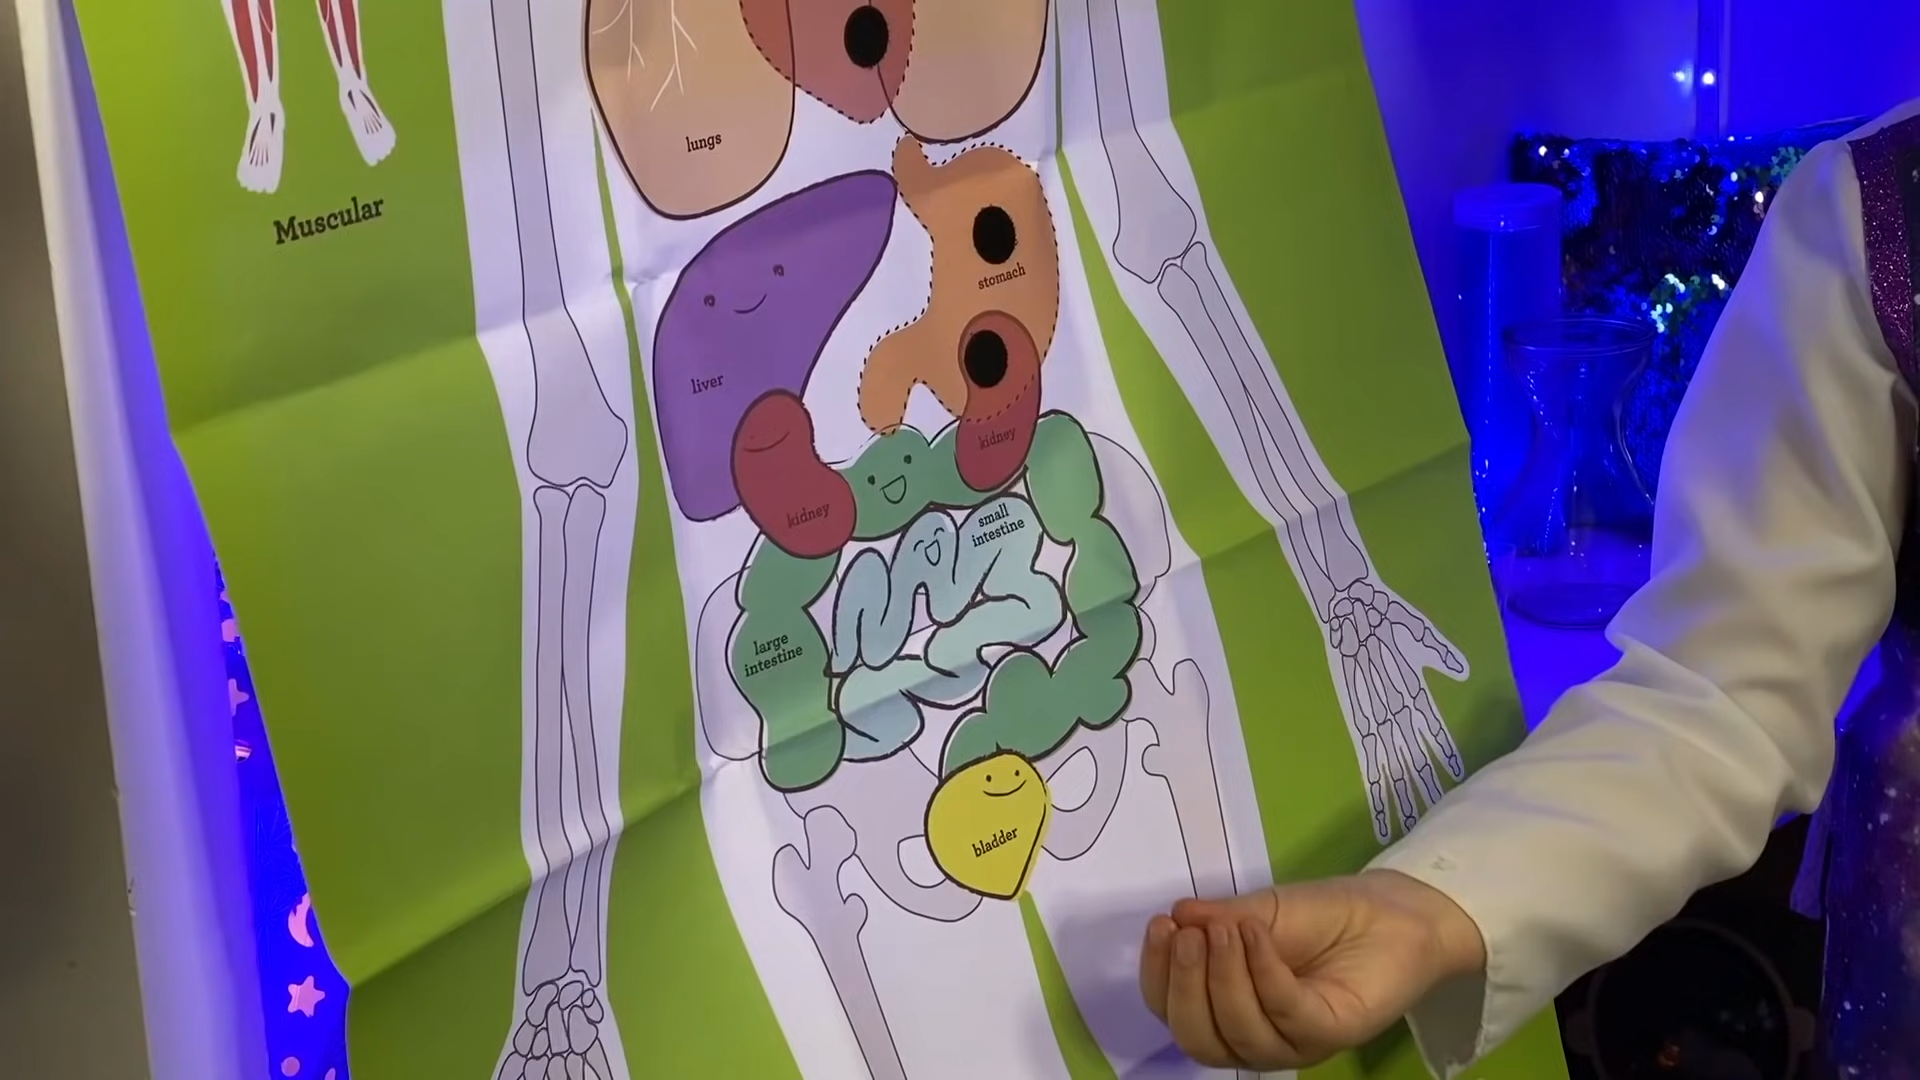 lungs
Muscular
stomach
liver
kidney
kidney
small
intestine
large
intestine
bladder